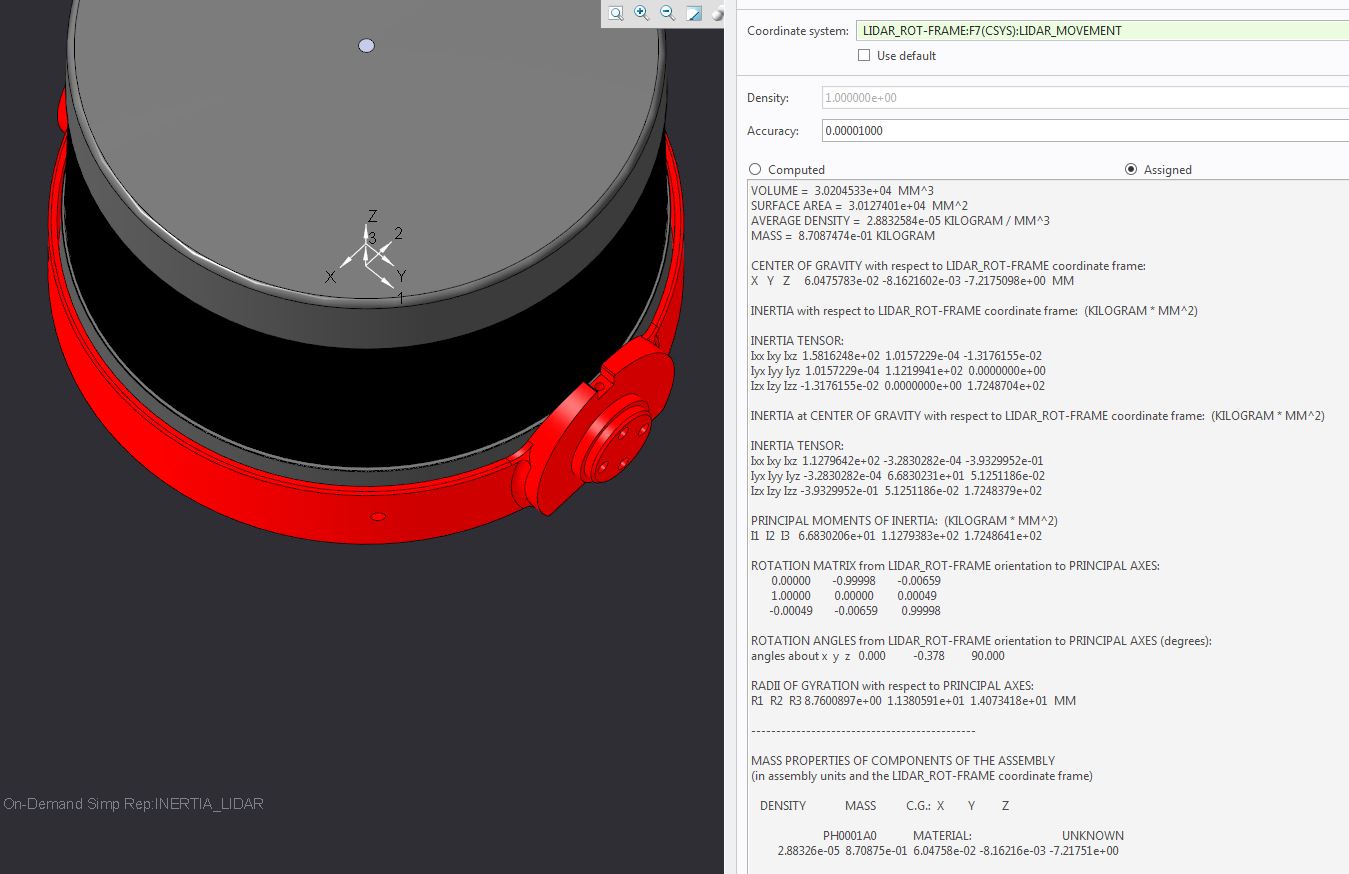 Coordinate system: LIDAR_ROT-FRAME:F7(CSYS):LIDAR_MOVEMENT
Use default
Density: 1.000000e+00
Accuracy: 0.00001000
Computed Assigned
VOLUME = 3.0204533e+04 MM^3
SURFACE AREA = 3.0127401e+04 MM^2
AVERAGE DENSITY = 2.8832584e-05 KILOGRAM / MM^3
MASS = 8.7087474e-01 KILOGRAM
CENTER OF GRAVITY with respect to LIDAR_ROT-FRAME coordinate frame:
X Y Z 6.0475783e-02 -8.1621602e-03 -7.2175098e+00 MM
INERTIA with respect to LIDAR_ROT-FRAME coordinate frame: (KILOGRAM * MM^2)
INERTIA TENSOR:
Ixx Ixy Ixz 1.5816248e+02 1.0157229e-04 -1.3176155e-02
Iyx Iyy Iyz 1.0157229e-04 1.1219941e+02 0.0000000e+00
Izx Izy Izz -1.3176155e-02 0.0000000e+00 1.7248704e+02
INERTIA at CENTER OF GRAVITY with respect to LIDAR_ROT-FRAME coordinate frame: (KILOGRAM * MM^2)
INERTIA TENSOR:
Ixx Ixy Ixz 1.1279642e+02 -3.2830282e-04 -3.9329952e-01
Iyx Iyy Iyz -3.2830282e-04 6.6830231e+01 5.1251186e-02
Izx Izy Izz -3.9329952e-01 5.1251186e-02 1.7248379e+02
PRINCIPAL MOMENTS OF INERTIA: (KILOGRAM * MM^2)
I1 I2 I3 6.6830206e+01 1.1279383e+02 1.7248641e+02
ROTATION MATRIX from LIDAR_ROT-FRAME orientation to PRINCIPAL AXES:
0.00000 -0.99998 -0.00659
1.00000 0.00000 0.00049
-0.00049 -0.00659 0.99998
ROTATION ANGLES from LIDAR_ROT-FRAME orientation to PRINCIPAL AXES (degrees):
angles about x y z 0.000 -0.378 90.000
RADII OF GYRATION with respect to PRINCIPAL AXES:
R1 R2 R3 8.7600897e+00 1.1380591e+01 1.4073418e+01 MM
---------------------------------------------
MASS PROPERTIES OF COMPONENTS OF THE ASSEMBLY
(in assembly units and the LIDAR_ROT-FRAME coordinate frame)
DENSITY MASS C.G.: X Y Z
PH0001A0 MATERIAL: UNKNOWN
2.88326e-05 8.70875e-01 6.04758e-02 -8.16216e-03 -7.21751e+00
Z
3 2
X Y
1
On-Demand Simp Rep:INERTIA_LIDAR